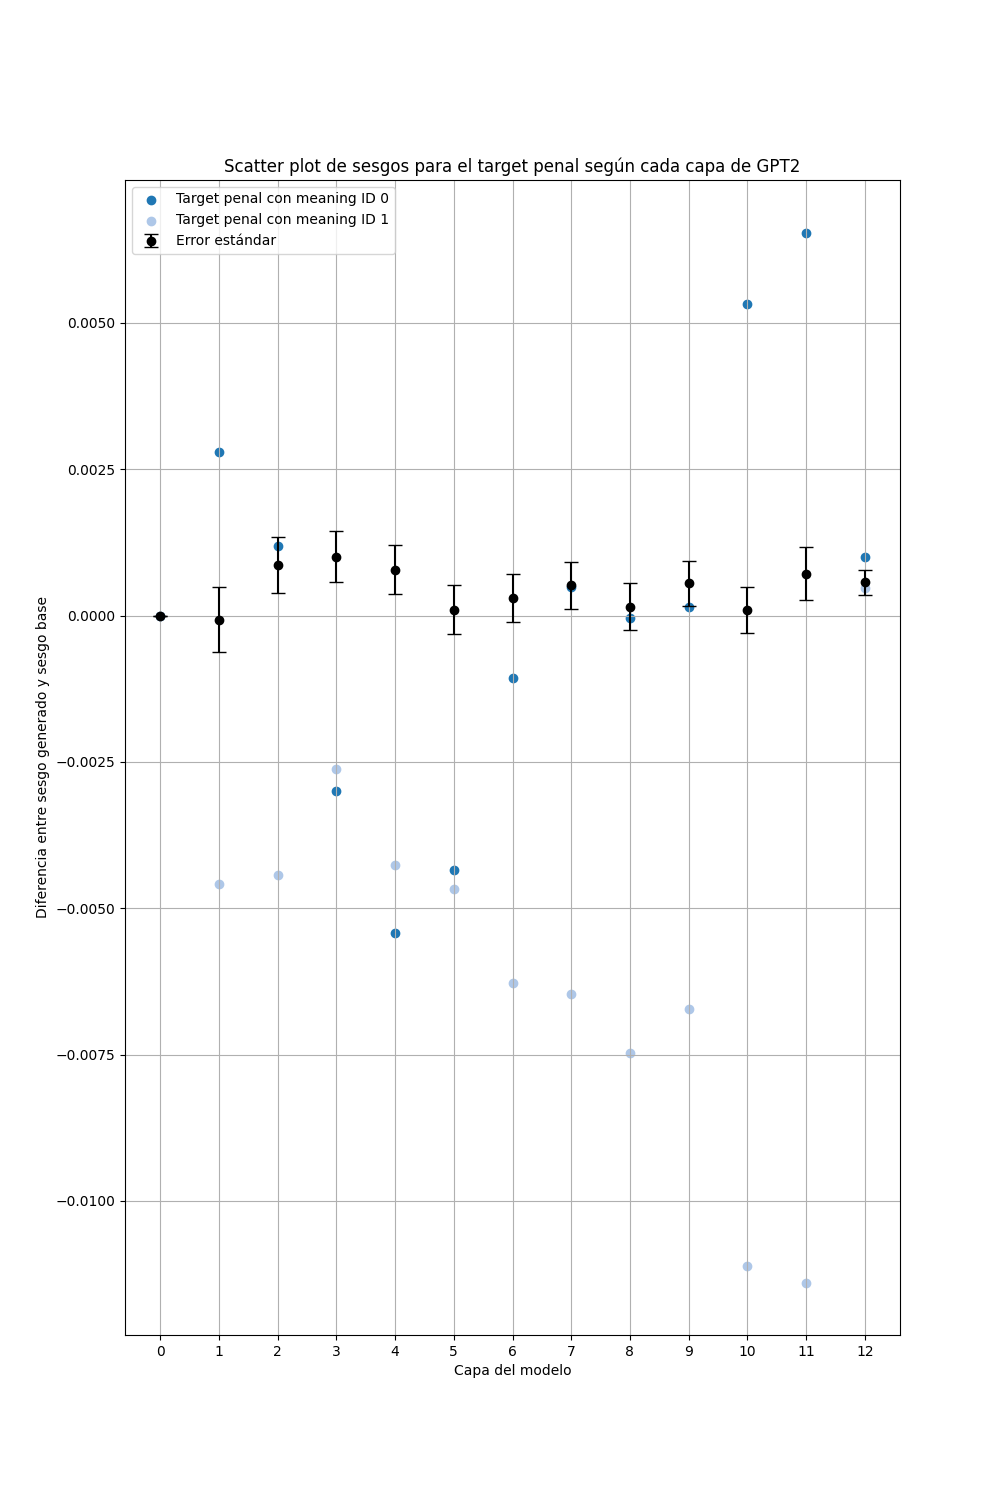 Scatter plot de sesgos para el target penal según cada capa de GPT2
Target penal con meaning ID 0
Target penal con meaning ID 1
Error estándar
Diferencia entre sesgo generado y sesgo base
0.0050
0.0025
0.0000
−0.0025
−0.0050
−0.0075
−0.0100
0 1 2 3 4 5 6 7 8 9 10 11 12
Capa del modelo